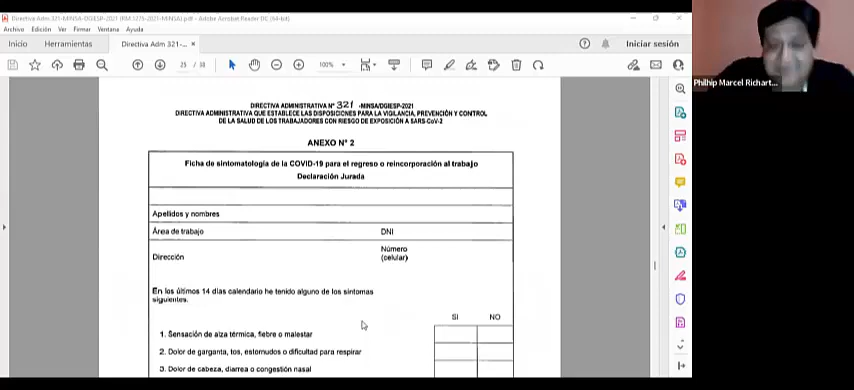 Directiva Adm 321-MINSA-DGIESP-2021 (RM 1275-2021-MINSA).pdf - Adobe Acrobat Reader DC (64-bit)
Archivo Edición Ver Firmar Ventana Ayuda
Inicio Herramientas Directiva Adm 321-... × Iniciar sesión
25 / 38 100%
Philhip Marcel Richart...
DIRECTIVA ADMINISTRATIVA N° 321 -MINSA/DGIESP-2021
DIRECTIVA ADMINISTRATIVA QUE ESTABLECE LAS DISPOSICIONES PARA LA VIGILANCIA, PREVENCIÓN Y CONTROL
DE LA SALUD DE LOS TRABAJADORES CON RIESGO DE EXPOSICIÓN A SARS-CoV-2
ANEXO N° 2
Ficha de sintomatología de la COVID-19 para el regreso o reincorporación al trabajo
Declaración Jurada
Apellidos y nombres
Área de trabajo DNI
Dirección Número
(celular)
En los últimos 14 días calendario he tenido alguno de los síntomas
siguientes.
SI NO
1. Sensación de alza térmica, fiebre o malestar
2. Dolor de garganta, tos, estornudos o dificultad para respirar
3. Dolor de cabeza, diarrea o congestión nasal